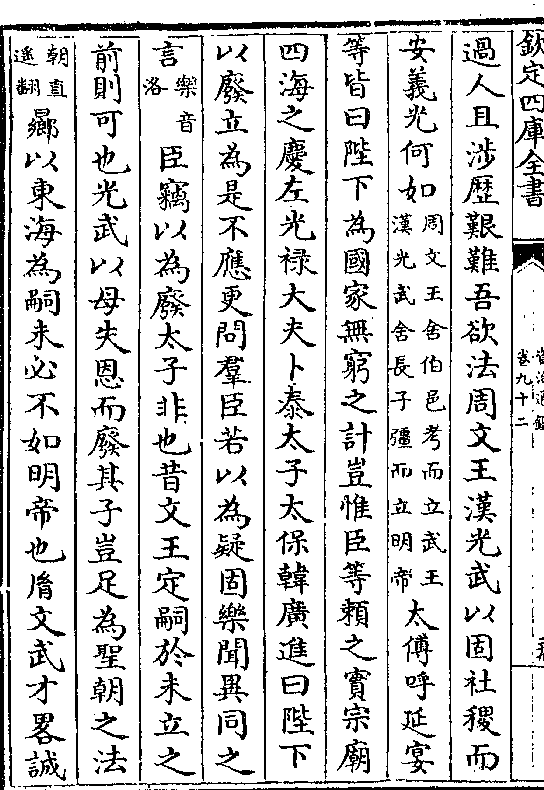 欽定四庫全書
資治通鑑
卷九十二
過人且涉歴艱難吾欲法周文王漢光武以固社稷而
安義光何如周文王舍伯邑考而立武王漢光武舍長子彊而立明帝太傅呼延宴
等皆曰陛下為國家無窮之計豈惟臣等賴之實宗廟
四海之慶左光禄大夫卜泰太子太保韓廣進曰陛下
以廢立為是不應更問羣臣若以為疑固樂聞異同之
言樂音洛臣竊以為廢太子非也昔文王定嗣於未立之
前則可也光武以母失恩而廢其子豈足為聖朝之法
朝直遥翻曏以東海為嗣未必不如明帝也㣧文武才畧誠